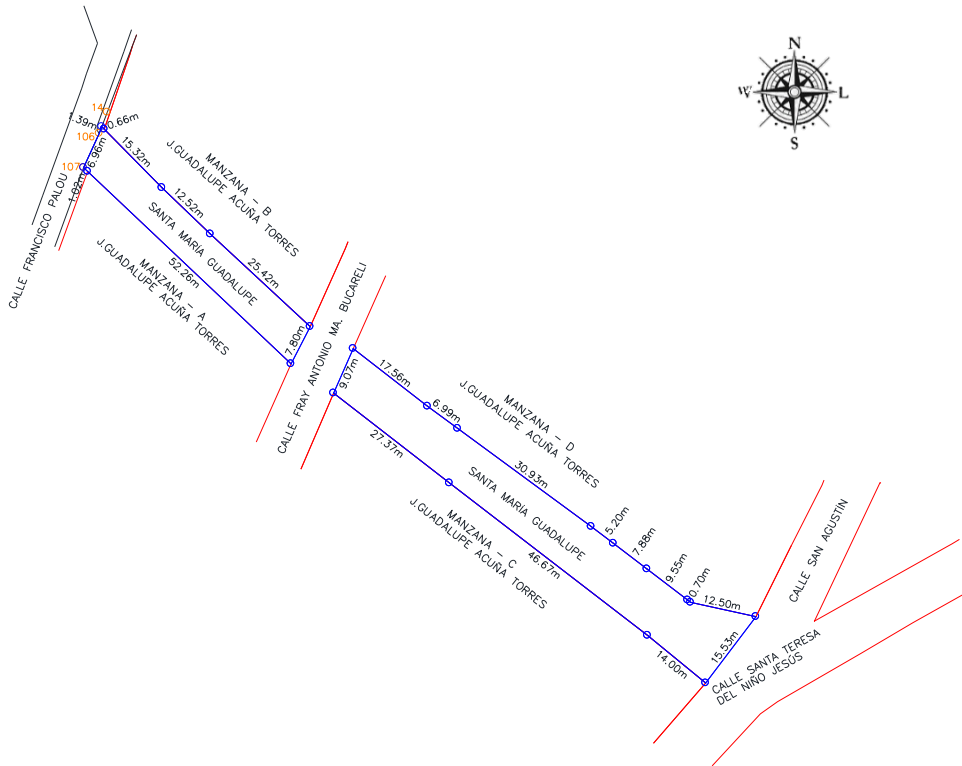 N
W
L
S
14
1.39m
0.66m
106
107
6.96m
1.02m
15.32m
12.52m
25.42m
MANZANA - B
J.GUADALUPE ACUÑA TORRES
SANTA MARIA GUADALUPE
52.26m
MANZANA - A
J.GUADALUPE ACUÑA TORRES
CALLE FRANCISCO PALOU
7.80m
CALLE FRAY ANTONIO MA. BUCARELI
9.07m
17.56m
6.99m
MANZANA - D
J.GUADALUPE ACUÑA TORRES
30.93m
27.37m
SANTA MARIA GUADALUPE
5.20m
7.88m
9.55m
0.70m
12.50m
MANZANA - C
J.GUADALUPE ACUÑA TORRES
46.67m
14.00m
15.53m
CALLE SAN AGUSTÍN
CALLE SANTA TERESA
DEL NIÑO JESÚS